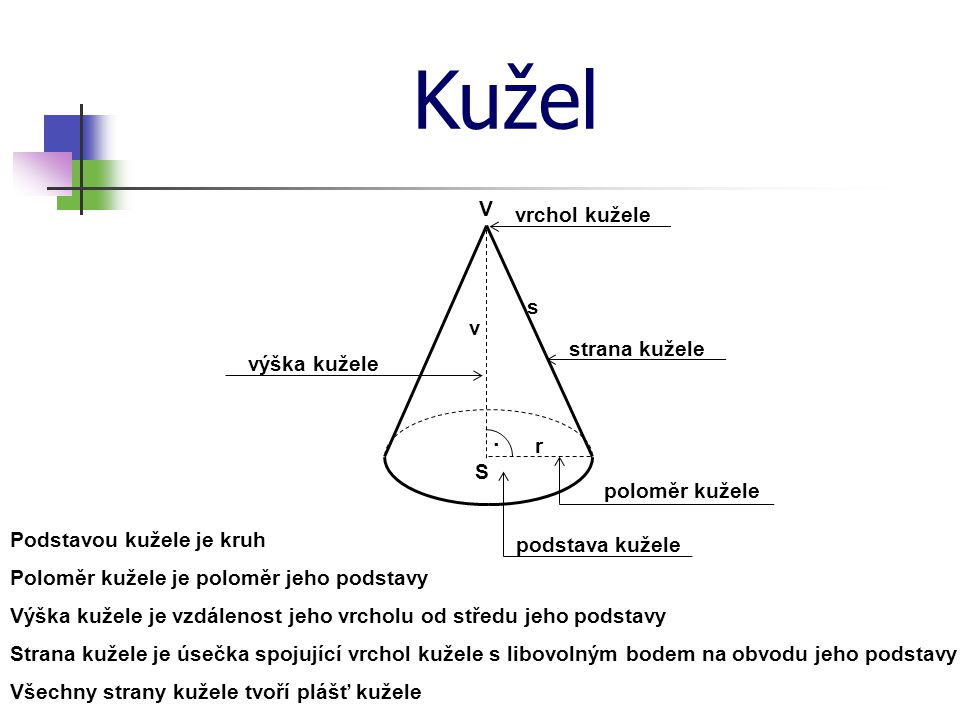 Kužel
V
vrchol kužele
s
v
strana kužele
výška kužele
. r
S
poloměr kužele
podstava kužele
Podstavou kužele je kruh
Poloměr kužele je poloměr jeho podstavy
Výška kužele je vzdálenost jeho vrcholu od středu jeho podstavy
Strana kužele je úsečka spojující vrchol kužele s libovolným bodem na obvodu jeho podstavy
Všechny strany kužele tvoří plášť kužele